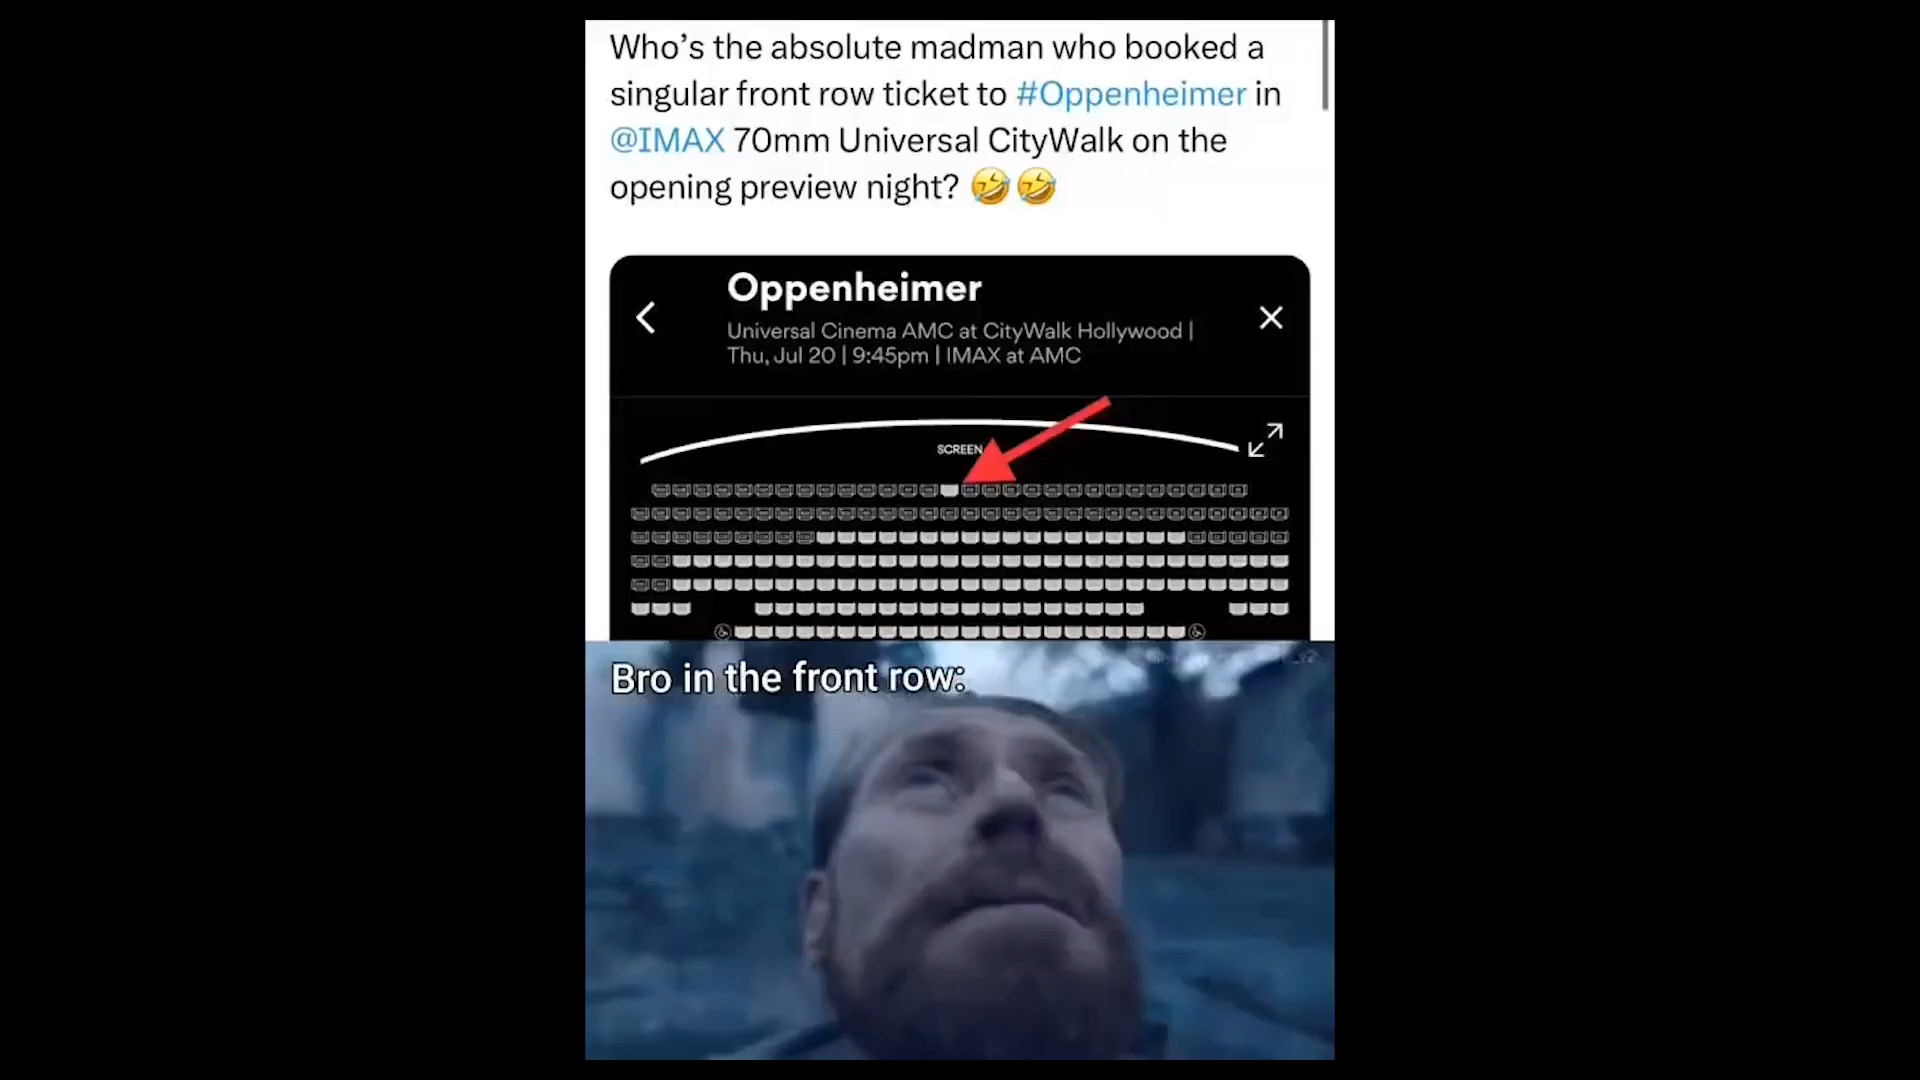 Who’s the absolute madman who booked a
singular front row ticket to #Oppenheimer in
@IMAX 70mm Universal CityWalk on the
opening preview night? 🤣🤣
Oppenheimer
Universal Cinema AMC at CityWalk Hollywood |
Thu, Jul 20 | 9:45pm | IMAX at AMC
SCREEN
Bro in the front row: